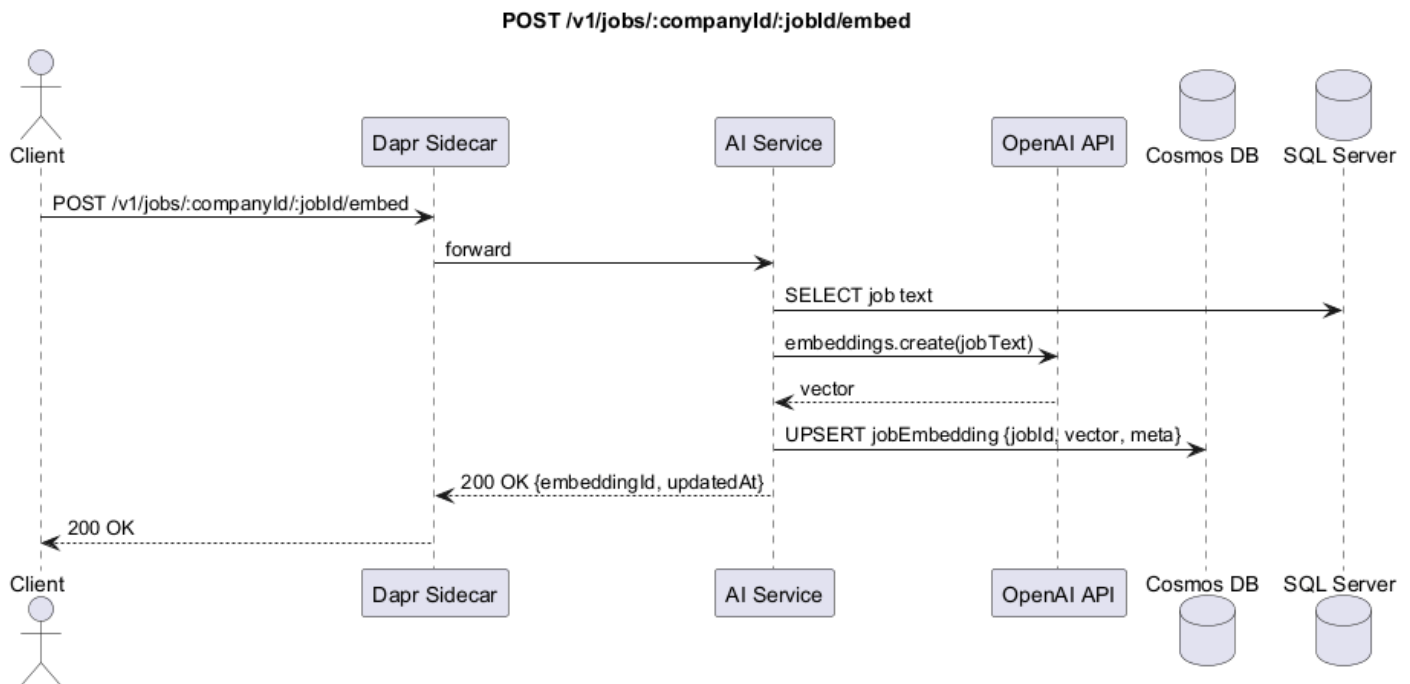 POST /v1/jobs/:companyId/:jobId/embed
Client
Dapr Sidecar
AI Service
OpenAI API
Cosmos DB
SQL Server
POST /v1/jobs/:companyId/:jobId/embed
forward
SELECT job text
embeddings.create(jobText)
vector
UPSERT jobEmbedding {jobId, vector, meta}
200 OK {embeddingId, updatedAt}
200 OK
Client
Dapr Sidecar
AI Service
OpenAI API
Cosmos DB
SQL Server